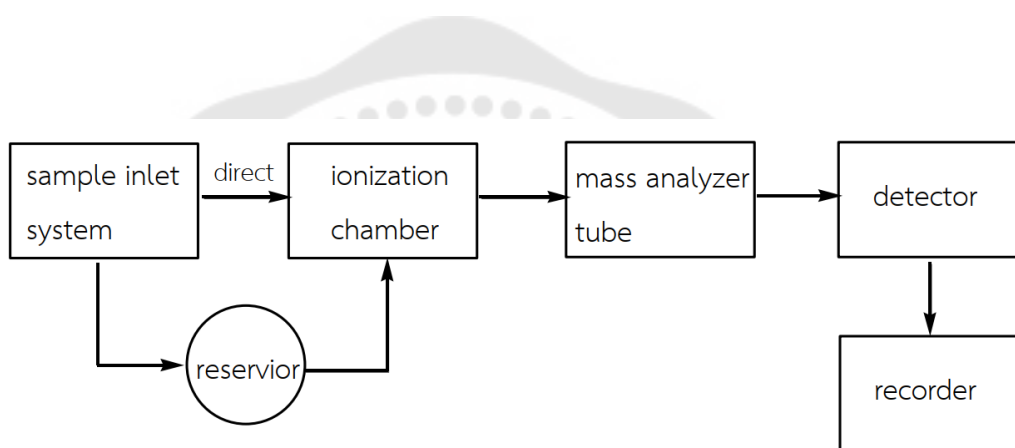 sample inlet
system
direct
ionization
chamber
mass analyzer
tube
detector
reservior
recorder